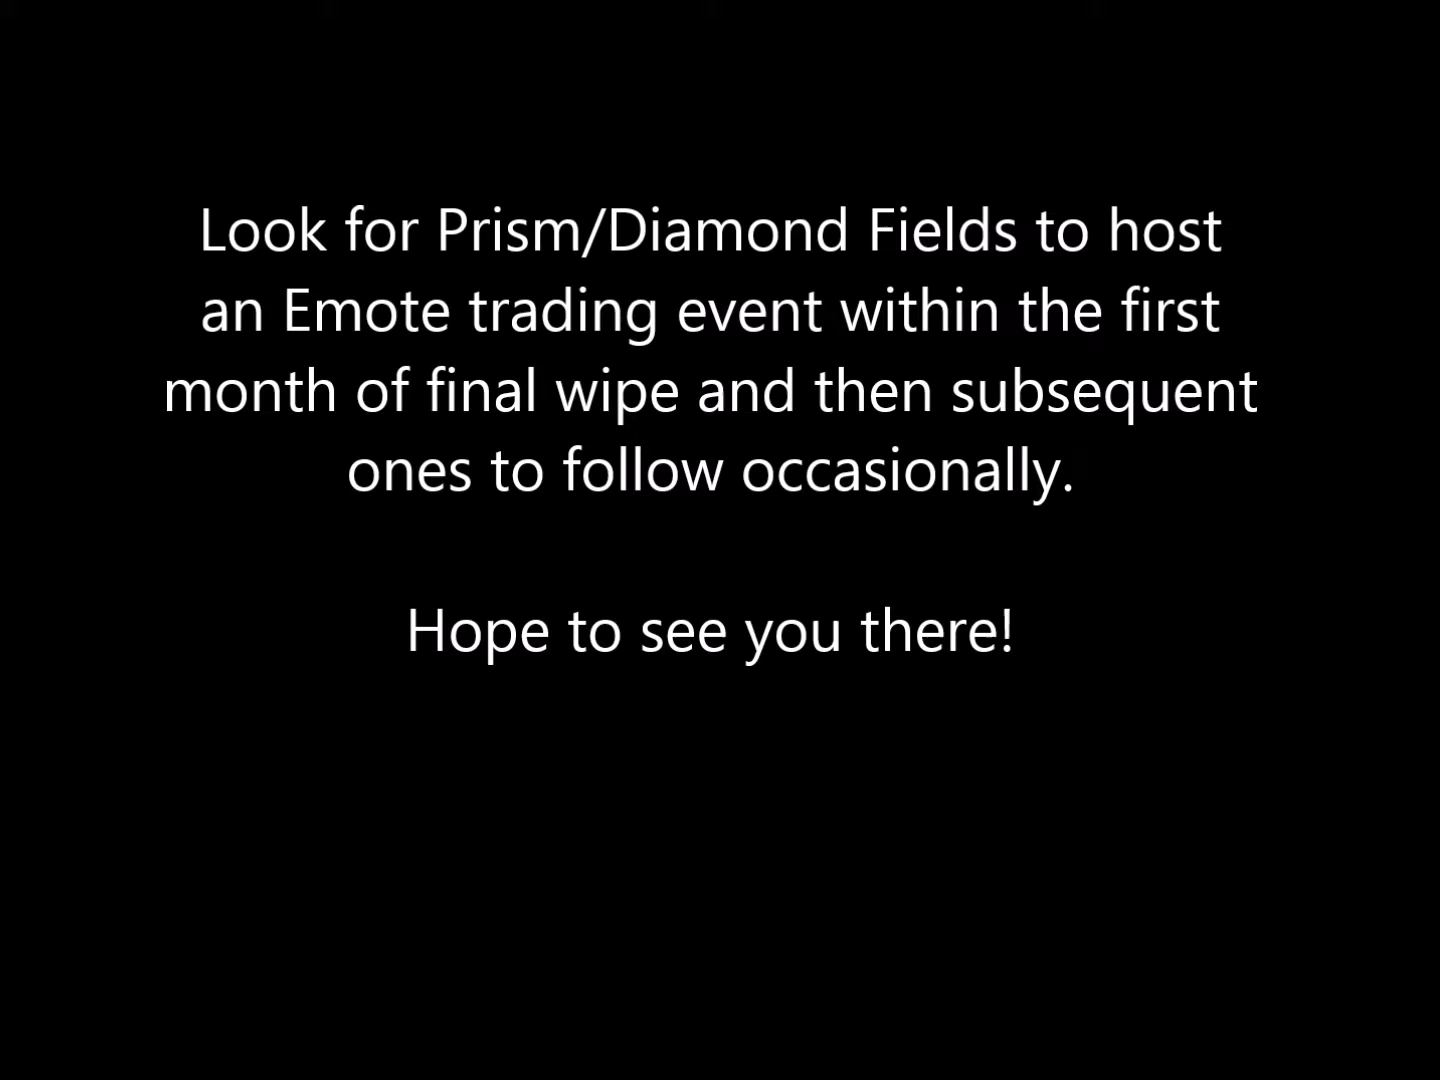 Look for Prism/Diamond Fields to host
an Emote trading event within the first
month of final wipe and then subsequent
ones to follow occasionally.
Hope to see you there!